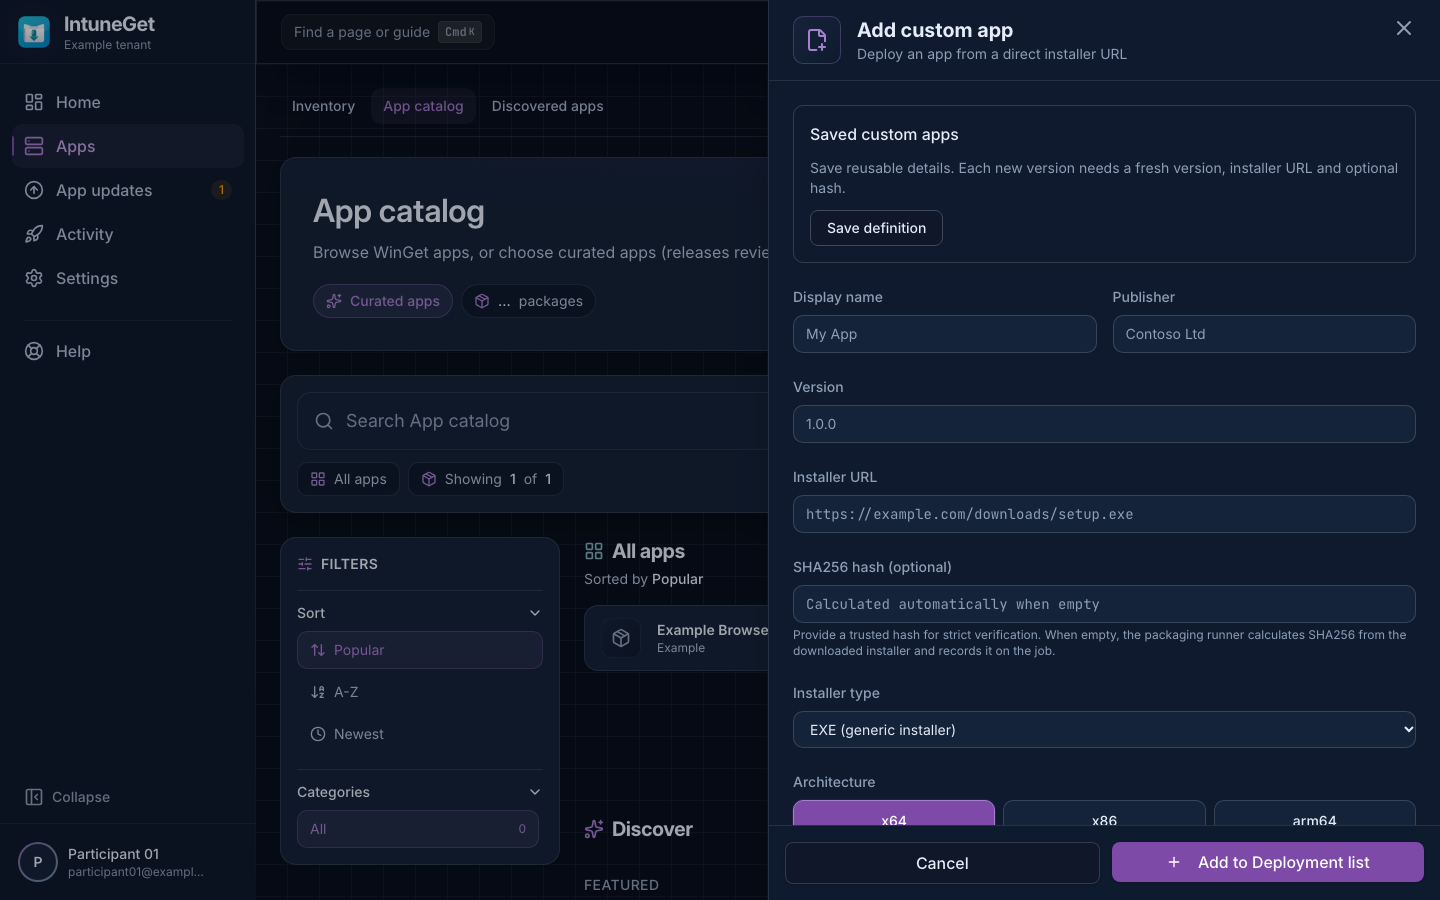 IntuneGet
Example tenant
Home
Apps
App updates
1
Activity
Settings
Help
Collapse
P
Participant 01
participant01@exampl...
Find a page or guide
Cmd K
Inventory
App catalog
Discovered apps
App catalog
Browse WinGet apps, or choose curated apps (releases revie
Curated apps
... packages
Search App catalog
All apps
Showing 1 of 1
FILTERS
Sort
Popular
A-Z
Newest
Categories
All
0
All apps
Sorted by Popular
Example Browse
Example
Discover
FEATURED
Add custom app
Deploy an app from a direct installer URL
Saved custom apps
Save reusable details. Each new version needs a fresh version, installer URL and optional
hash.
Save definition
Display name
Publisher
My App
Contoso Ltd
Version
1.0.0
Installer URL
https://example.com/downloads/setup.exe
SHA256 hash (optional)
Calculated automatically when empty
Provide a trusted hash for strict verification. When empty, the packaging runner calculates SHA256 from the
downloaded installer and records it on the job.
Installer type
EXE (generic installer)
Architecture
x64
x86
arm64
Cancel
+ Add to Deployment list